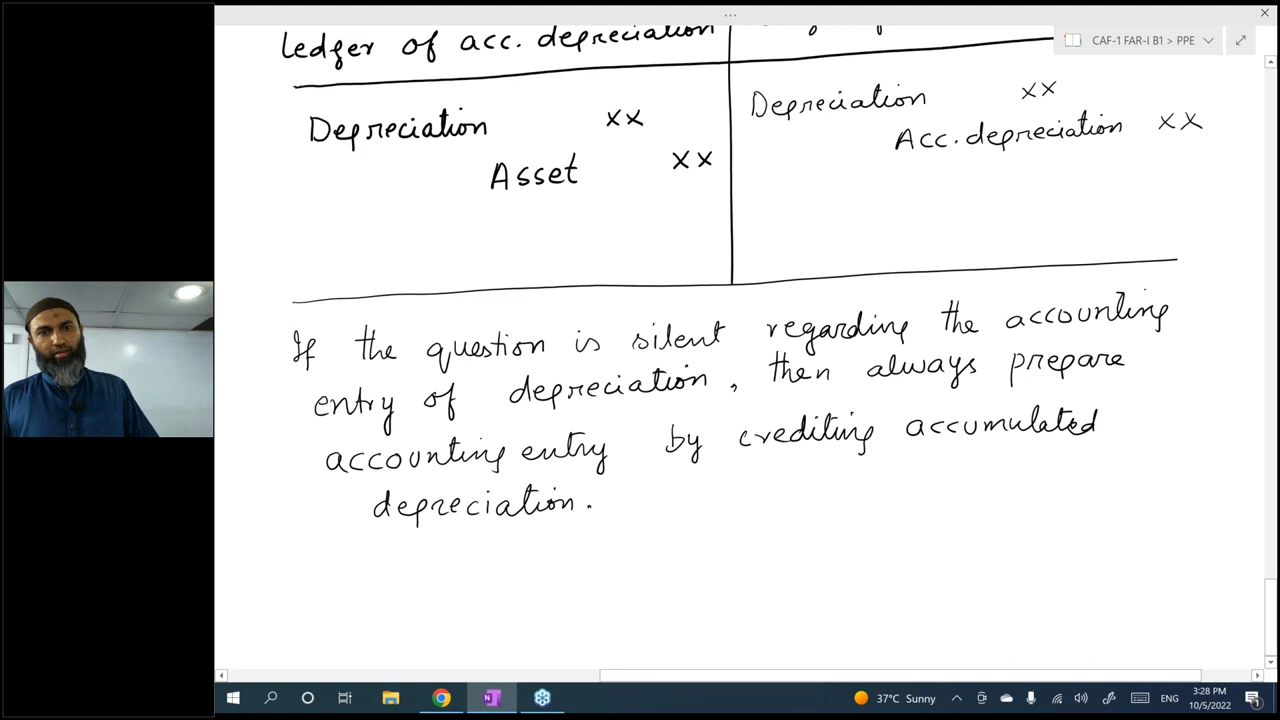 CAF-1 FAR-I B1 > PPE
ledger of acc. depreciation
Depreciation xx
Asset xx
Depreciation xx
Acc. depreciation xx
If the question is silent regarding the accounting
entry of depreciation, then always prepare
accounting entry by crediting accumulated
depreciation.
37°C Sunny
ENG
3:28 PM
10/5/2022
1